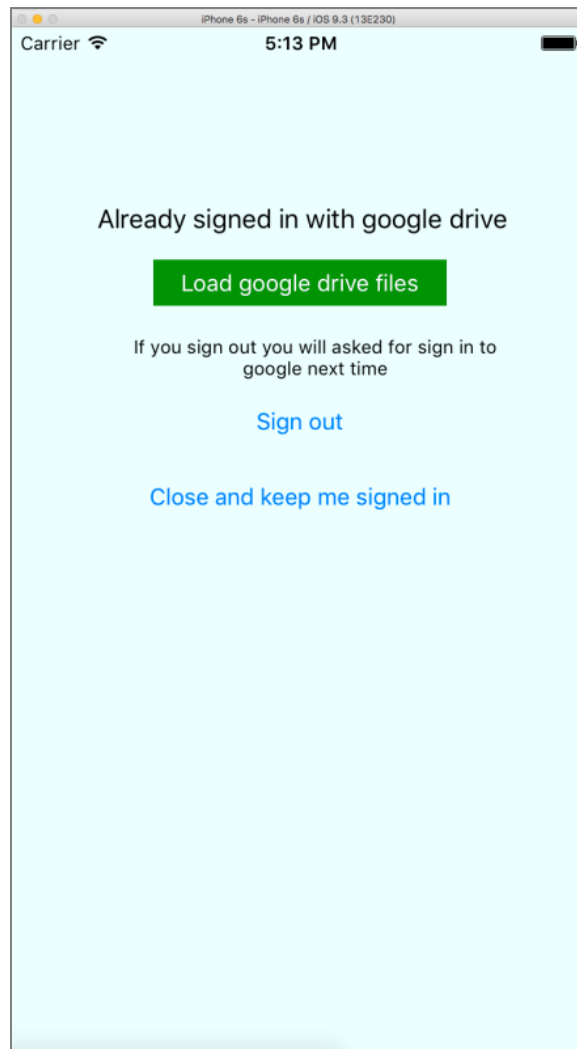 iPhone 6s - iPhone 6s / iOS 9.3 (13E230)
Carrier 5:13 PM
Already signed in with google drive
Load google drive files
If you sign out you will asked for sign in to
google next time
Sign out
Close and keep me signed in